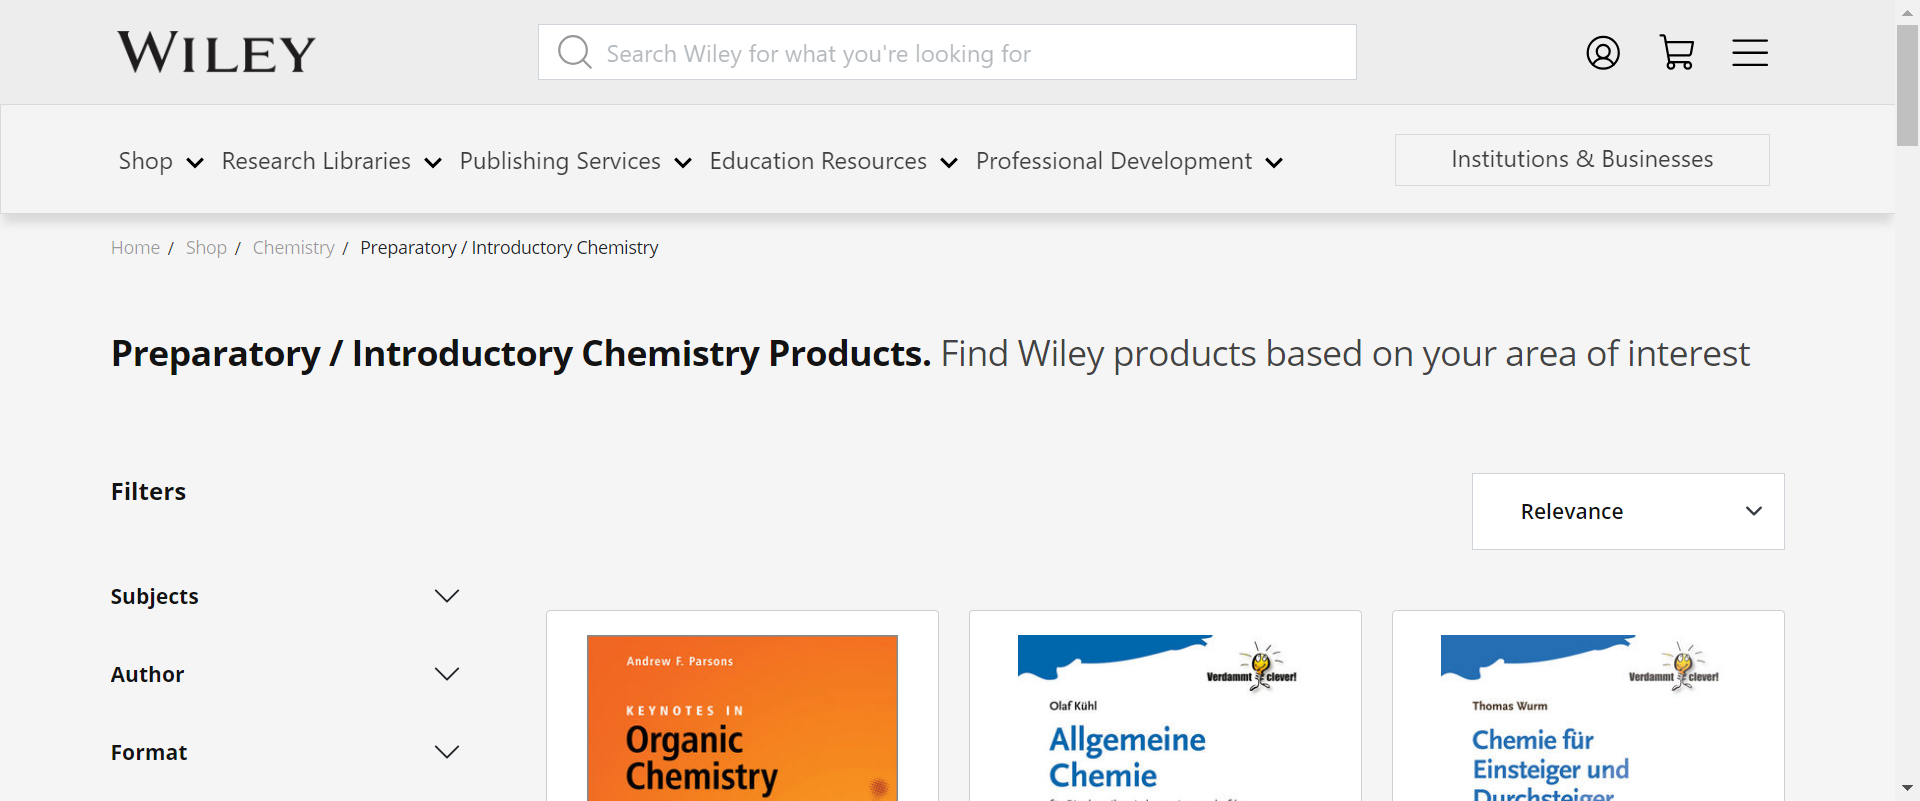 WILEY
Search Wiley for what you're looking for
Shop Research Libraries Publishing Services Education Resources Professional Development Institutions & Businesses
Home / Shop / Chemistry / Preparatory / Introductory Chemistry
Preparatory / Introductory Chemistry Products. Find Wiley products based on your area of interest
Filters
Relevance
Subjects
Author
Format
Andrew F. Parsons
KEYNOTES IN
Organic
Chemistry
Verdammt clever!
Olaf Kühl
Allgemeine
Chemie
Verdammt clever!
Thomas Wurm
Chemie für
Einsteiger und
Durchsteiger